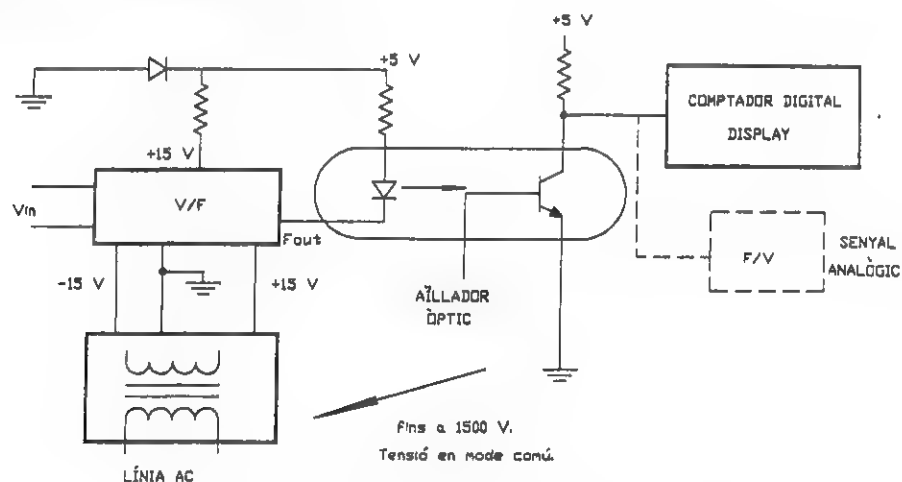 +5 V
+5 V
COMPTADOR DIGITAL
DISPLAY
+15 V
Vin
V/F
Fout
-15 V
+15 V
AÏLLADOR
ÒPTIC
F/V
SENYAL
ANALÒGIC
Fins a 1500 V.
Tensió en mode comú.
LÍNIA AC